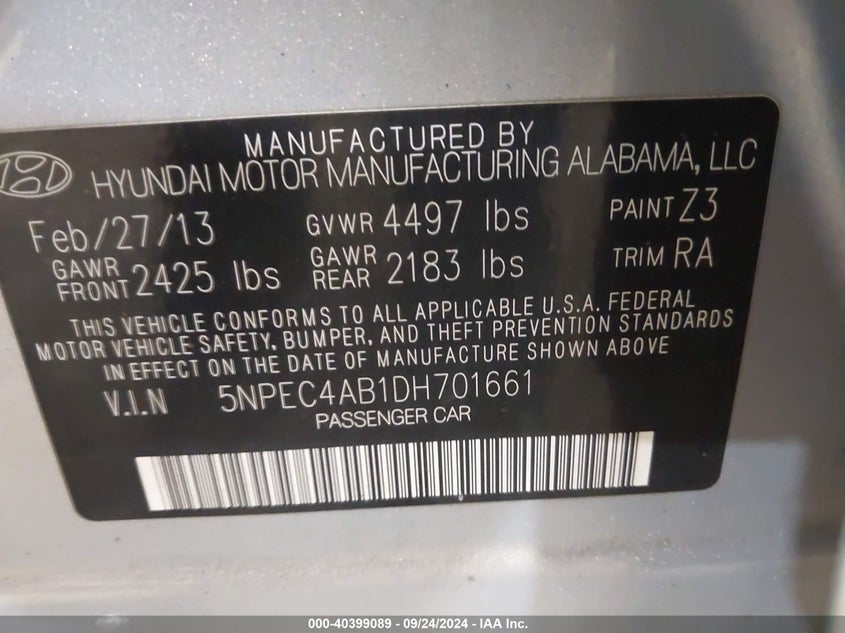 MANUFACTURED BY
HYUNDAI MOTOR MANUFACTURING ALABAMA, LLC
Feb/27/13 GVWR 4497 lbs PAINT Z3
GAWR FRONT 2425 lbs GAWR REAR 2183 lbs TRIM RA
THIS VEHICLE CONFORMS TO ALL APPLICABLE U.S.A. FEDERAL
MOTOR VEHICLE SAFETY, BUMPER, AND THEFT PREVENTION STANDARDS
IN EFFECT ON THE DATE OF MANUFACTURE SHOWN ABOVE
V.I.N 5NPEC4AB1DH701661
PASSENGER CAR
000-40399089 - 09/24/2024 - IAA Inc.